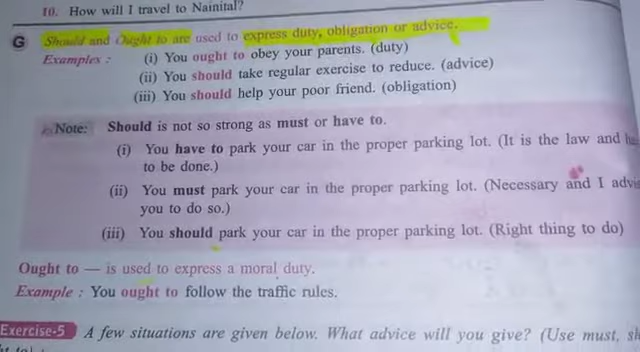 10. How will I travel to Nainital?
G Should and Ought to are used to express duty, obligation or advice.
Examples : (i) You ought to obey your parents. (duty)
(ii) You should take regular exercise to reduce. (advice)
(iii) You should help your poor friend. (obligation)
Note: Should is not so strong as must or have to.
(i) You have to park your car in the proper parking lot. (It is the law and
to be done.)
(ii) You must park your car in the proper parking lot. (Necessary and I
you to do so.)
(iii) You should park your car in the proper parking lot. (Right thing to do)
Ought to — is used to express a moral duty.
Example : You ought to follow the traffic rules.
Exercise-5 A few situations are given below. What advice will you give? (Use must,